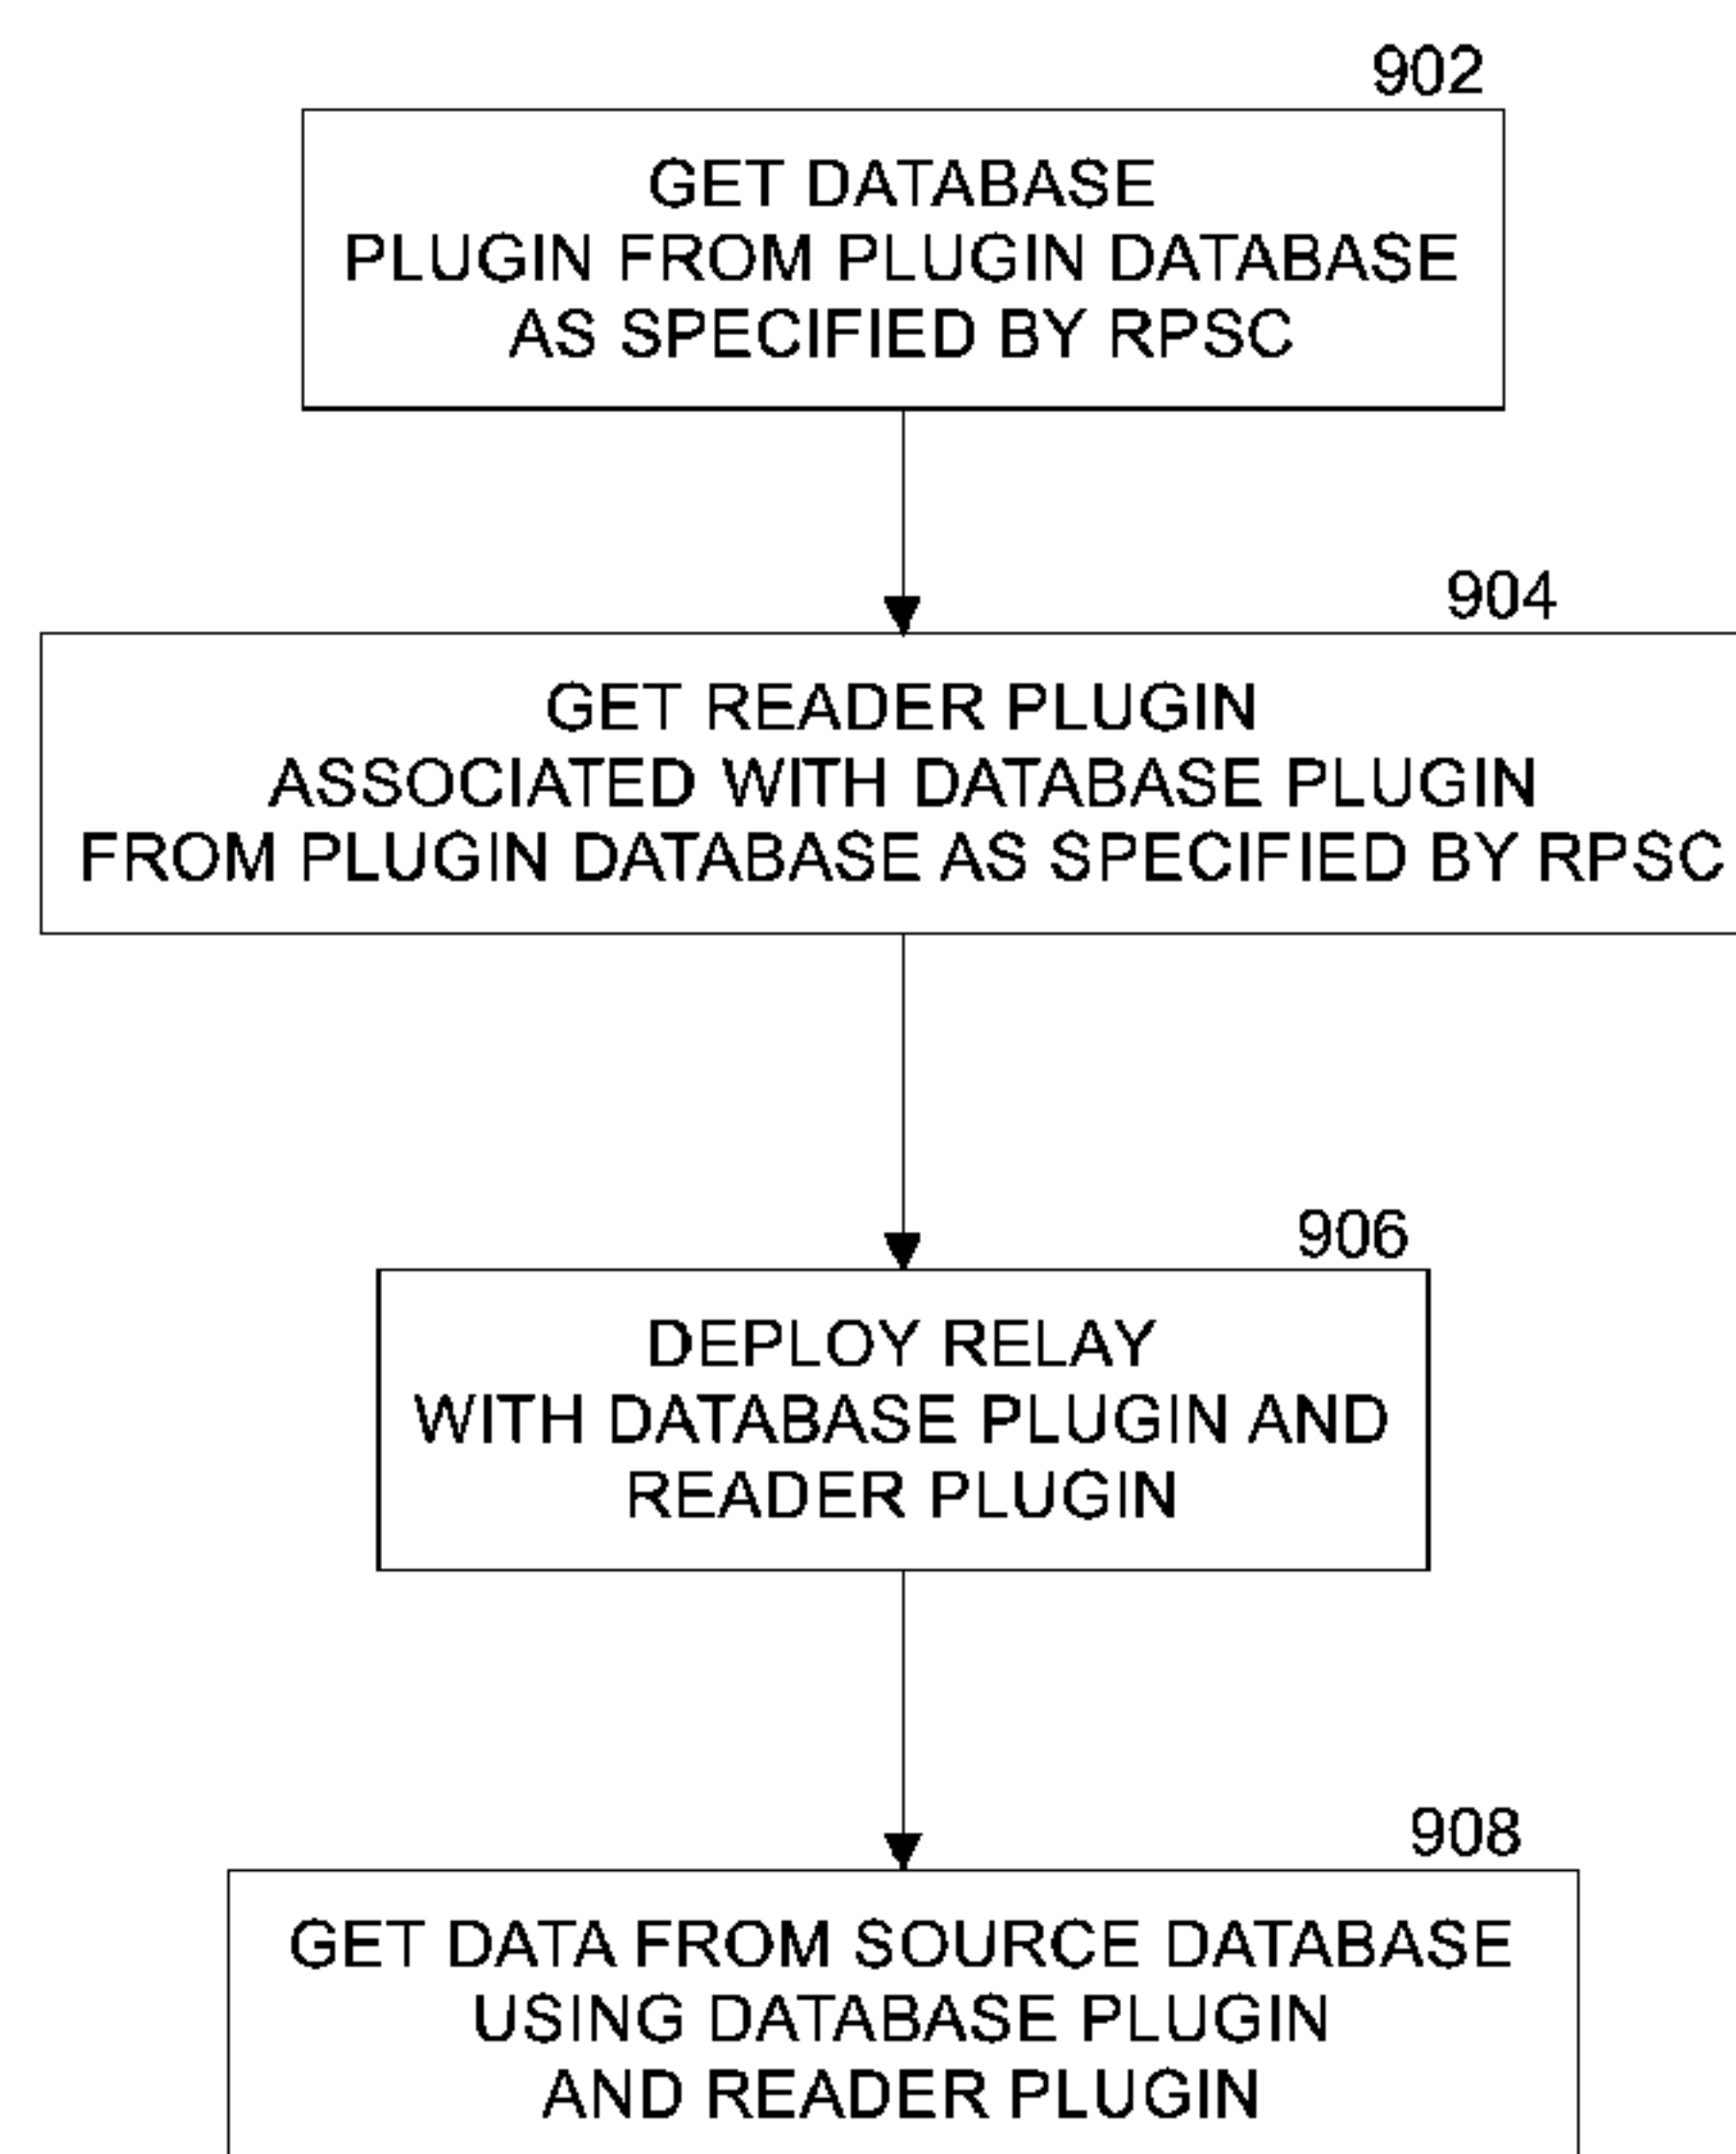 902
GET DATABASE
PLUGIN FROM PLUGIN DATABASE
AS SPECIFIED BY RPSC
904
GET READER PLUGIN
ASSOCIATED WITH DATABASE PLUGIN
FROM PLUGIN DATABASE AS SPECIFIED BY RPSC
906
DEPLOY RELAY
WITH DATABASE PLUGIN AND
READER PLUGIN
908
GET DATA FROM SOURCE DATABASE
USING DATABASE PLUGIN
AND READER PLUGIN